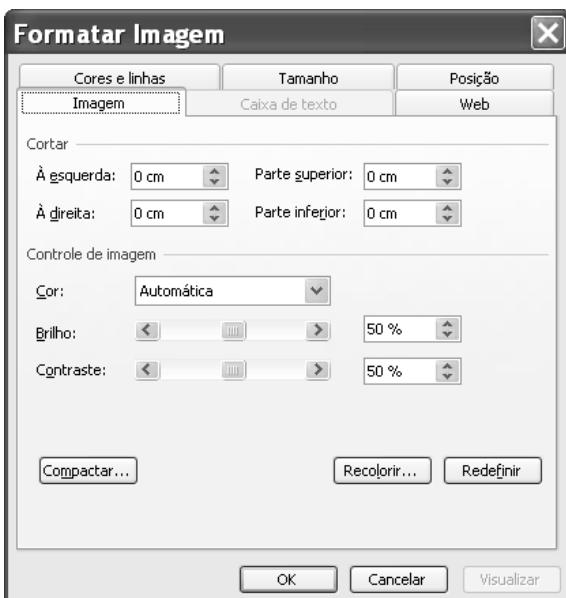 Formatar Imagem
Cores e linhas Tamanho Posição
Imagem Caixa de texto Web
Cortar
À esquerda: 0 cm Parte superior: 0 cm
À direita: 0 cm Parte inferior: 0 cm
Controle de imagem
Cor: Automática
Brilho: 50 %
Contraste: 50 %
Compactar... Recolorir... Redefinir
OK Cancelar Visualizar